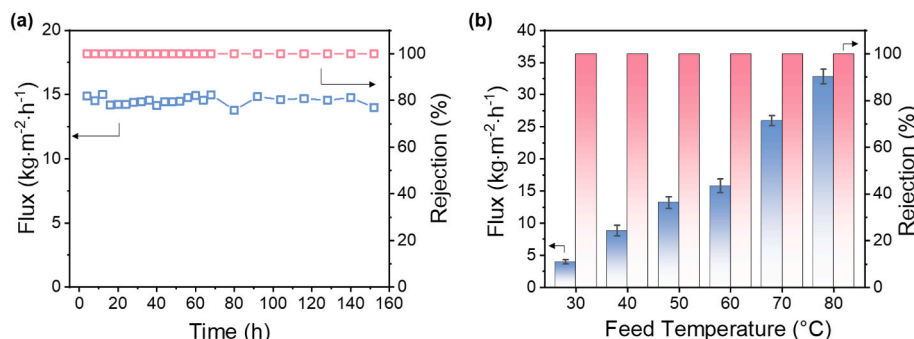 (a)
20
15
10
5
0
Flux (kg·m⁻²·h⁻¹)
0 20 40 60 80 100 120 140 160
Time (h)
100
80
60
40
20
0
Rejection (%)
(b)
40
35
30
25
20
15
10
5
0
Flux (kg·m⁻²·h⁻¹)
30 40 50 60 70 80
Feed Temperature (°C)
100
80
60
40
20
0
Rejection (%)